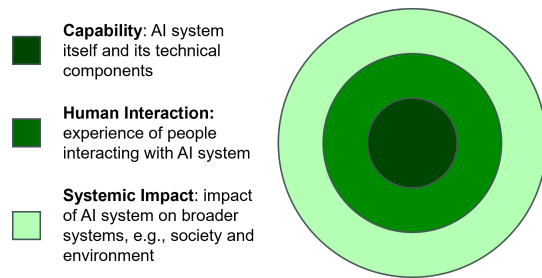 Capability: AI system
itself and its technical
components
Human Interaction:
experience of people
interacting with AI system
Systemic Impact: impact
of AI system on broader
systems, e.g., society and
environment